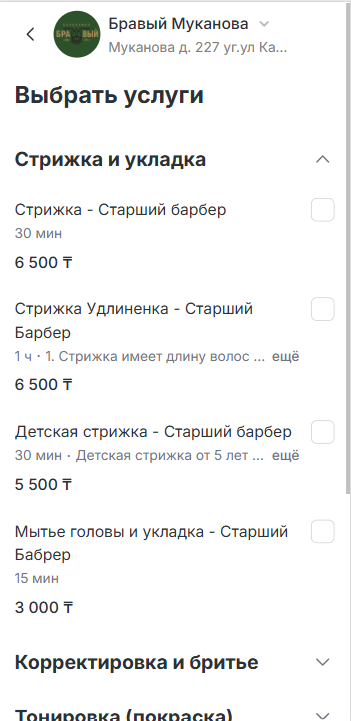 БРАВЫЙ
Бравый Муканова
Муканова д. 227 уг.ул Ка...
Выбрать услуги
Стрижка и укладка
Стрижка - Старший барбер
30 мин
6 500 ₸
Стрижка Удлиненка - Старший
Барбер
1 ч · 1. Стрижка имеет длину волос ... ещё
6 500 ₸
Детская стрижка - Старший барбер
30 мин · Детская стрижка от 5 лет ... ещё
5 500 ₸
Мытье головы и укладка - Старший
Бабрер
15 мин
3 000 ₸
Корректировка и бритье
Тонировка (покраска)